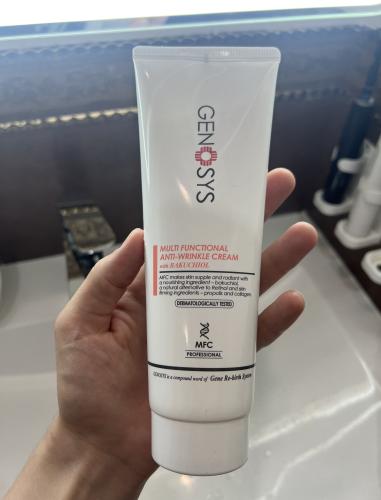 GENOSYS
MULTI FUNCTIONAL
ANTI-WRINKLE CREAM
with BAKUCHIOL
MFC makes skin supple and radiant with
a nourishing ingredient – bakuchiol,
a natural alternative to Retinol and skin
firming ingredients – propolis and collagen
DERMATOLOGICALLY TESTED
MFC
PROFESSIONAL
GENOSYS is a compound word of Gene Re-birth System